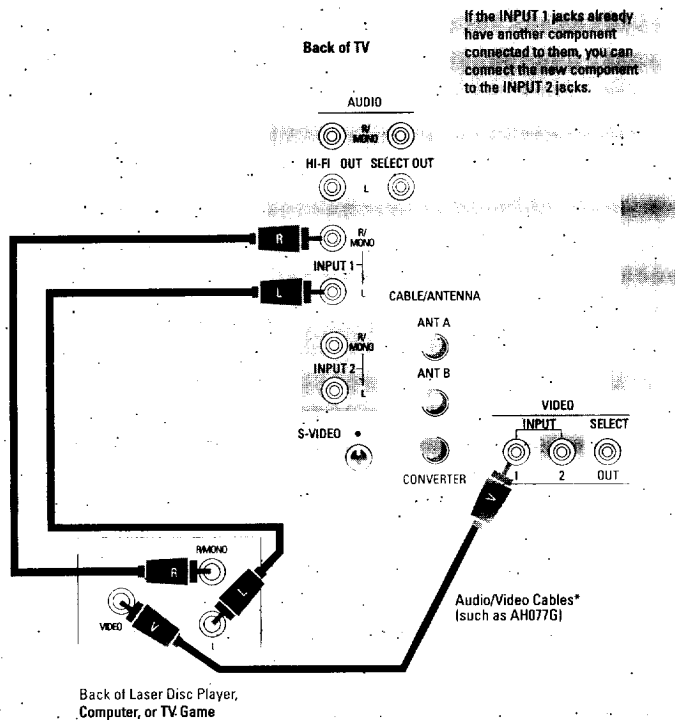 If the INPUT 1 jacks already
have another component
connected to them, you can
connect the new component
to the INPUT 2 jacks.
Back of TV
AUDIO
R/
MONO
HI-FI OUT SELECT OUT
L
R
R/
MONO
INPUT 1
L
L
CABLE/ANTENNA
ANT A
R/
MONO
INPUT 2
L
ANT B
VIDEO
INPUT SELECT
S-VIDEO
CONVERTER
1 2 OUT
V
R/MONO
R
L
VIDEO
V
L
Audio/Video Cables*
(such as AH077G)
Back of Laser Disc Player,
Computer, or TV Game